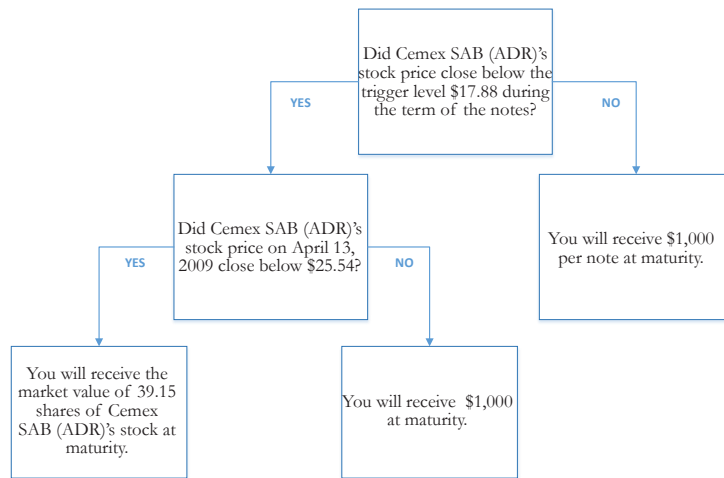 Did Cemex SAB (ADR)'s
stock price close below the
trigger level $17.88 during
the term of the notes?
YES
NO
Did Cemex SAB (ADR)'s
stock price on April 13,
2009 close below $25.54?
You will receive $1,000
per note at maturity.
YES
NO
You will receive the
market value of 39.15
shares of Cemex
SAB (ADR)'s stock at
maturity.
You will receive $1,000
at maturity.